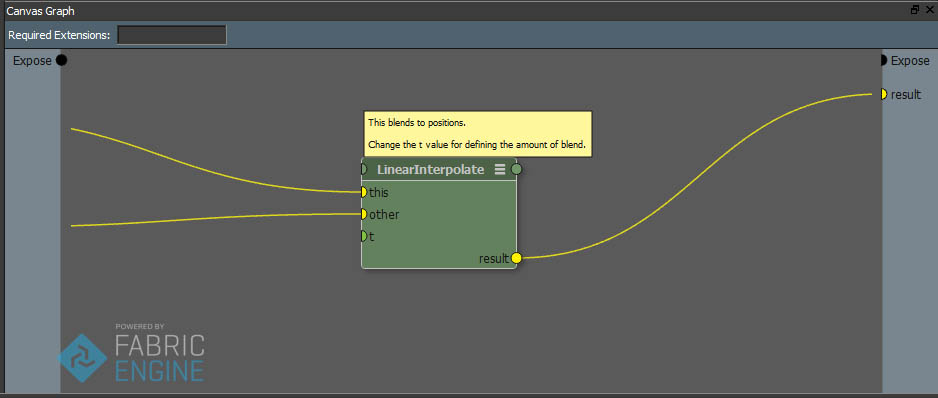 Canvas Graph
Required Extensions:
Expose
Expose
result
This blends to positions.
Change the t value for defining the amount of blend.
LinearInterpolate
this
other
t
result
POWERED BY
FABRIC
ENGINE